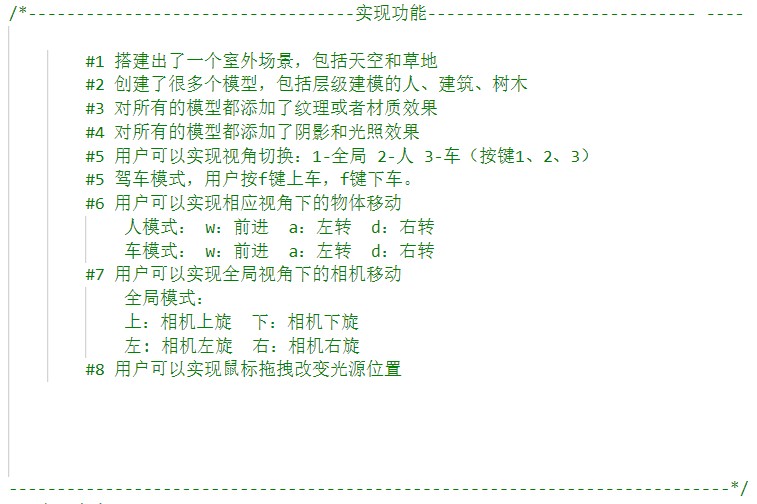 /*----------------------------------实现功能---------------------------- ----
#1 搭建出了一个室外场景，包括天空和草地
#2 创建了很多个模型，包括层级建模的人、建筑、树木
#3 对所有的模型都添加了纹理或者材质效果
#4 对所有的模型都添加了阴影和光照效果
#5 用户可以实现视角切换：1-全局 2-人 3-车（按键1、2、3）
#5 驾车模式，用户按f键上车，f键下车。
#6 用户可以实现相应视角下的物体移动
人模式： w：前进  a：左转  d：右转
车模式： w：前进  a：左转  d：右转
#7 用户可以实现全局视角下的相机移动
全局模式：
上：相机上旋  下：相机下旋
左: 相机左旋  右：相机右旋
#8 用户可以实现鼠标拖拽改变光源位置
---------------------------------------------------------------------------*/